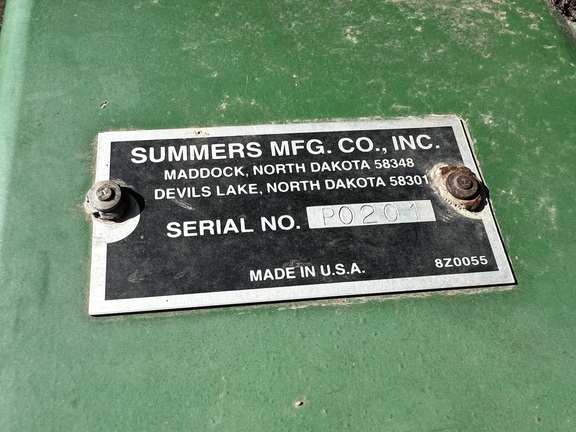 SUMMERS MFG. CO., INC.
MADDOCK, NORTH DAKOTA 58348
DEVILS LAKE, NORTH DAKOTA 58301
SERIAL NO. P0201
MADE IN U.S.A.
8Z0055